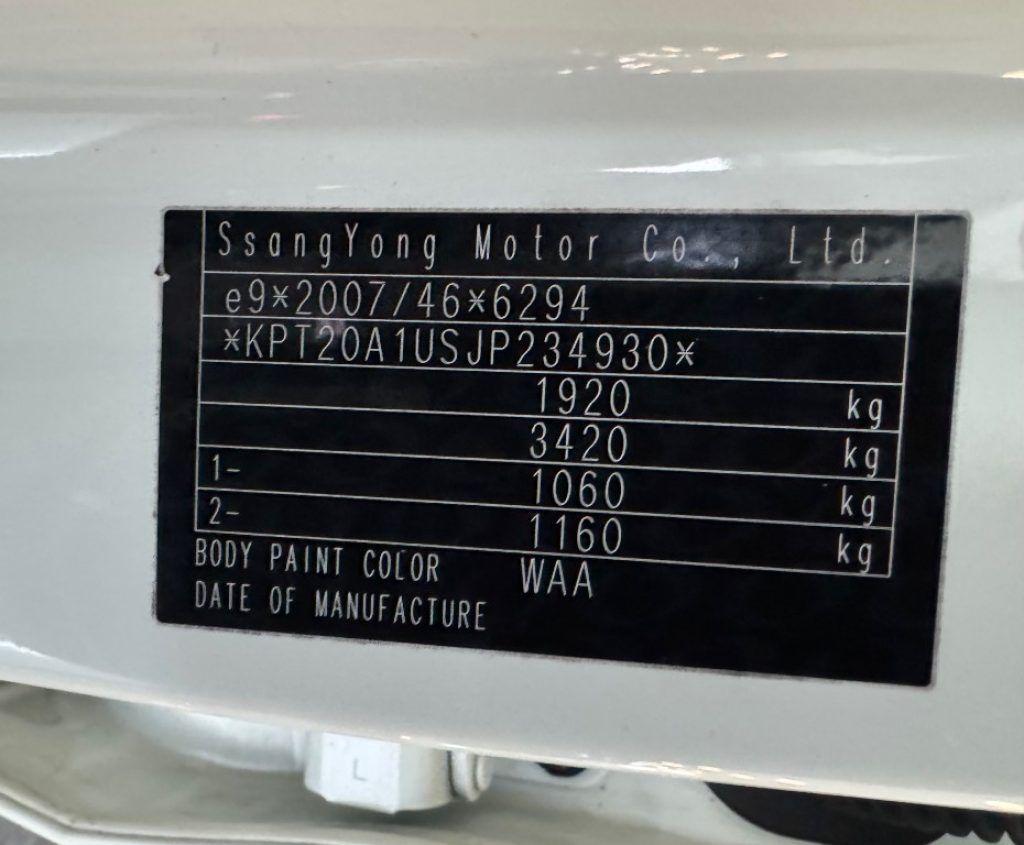 SsangYong Motor Co., Ltd.
e9*2007/46*6294
*KPT20A1USJP234930*
1920 kg
3420 kg
1- 1060 kg
2- 1160 kg
BODY PAINT COLOR WAA
DATE OF MANUFACTURE
L